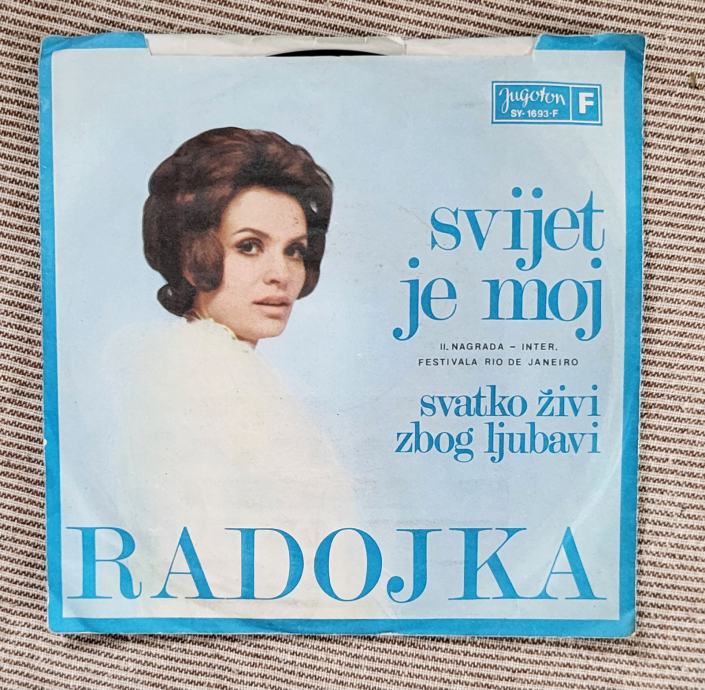 Jugoton F
SY-1693-F
svijet
je moj
II. NAGRADA – INTER.
FESTIVALA RIO DE JANEIRO
svatko živi
zbog ljubavi
RADOJKA